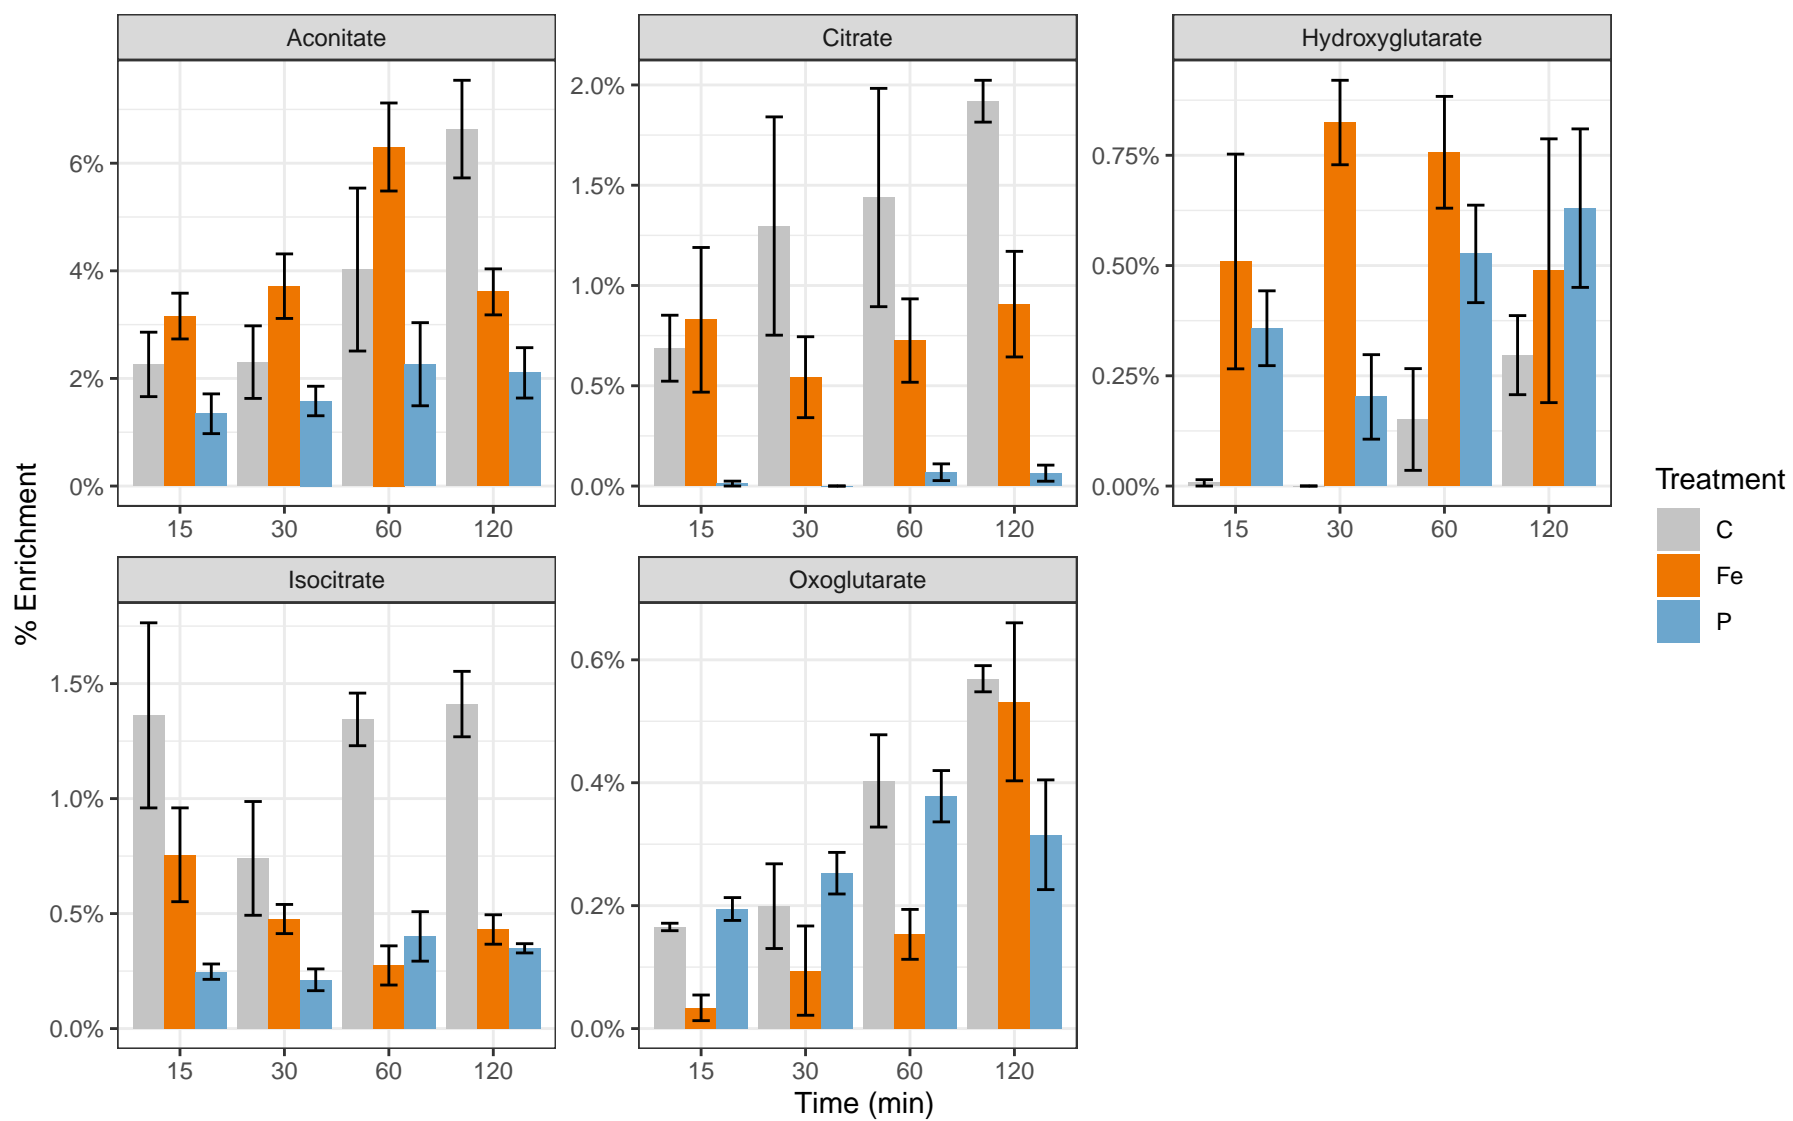 Aconitate
Citrate
Hydroxyglutarate
6%
4%
2%
0%
15 30 60 120
2.0%
1.5%
1.0%
0.5%
0.0%
15 30 60 120
0.75%
0.50%
0.25%
0.00%
15 30 60 120
Isocitrate
Oxoglutarate
1.5%
1.0%
0.5%
0.0%
15 30 60 120
0.6%
0.4%
0.2%
0.0%
15 30 60 120
% Enrichment
Time (min)
Treatment
C
Fe
P